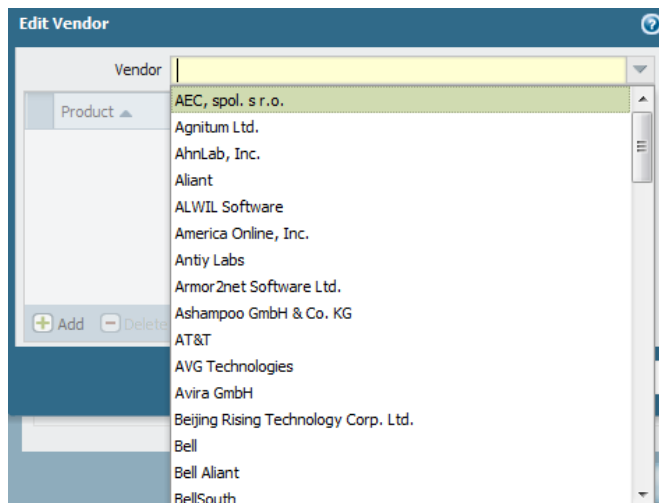 Edit Vendor
Vendor
Product
AEC, spol. s r.o.
Agnitum Ltd.
AhnLab, Inc.
Aliant
ALWIL Software
America Online, Inc.
Antiy Labs
Armor2net Software Ltd.
Ashampoo GmbH & Co. KG
AT&T
AVG Technologies
Avira GmbH
Beijing Rising Technology Corp. Ltd.
Bell
Bell Aliant
BellSouth
Add Delete